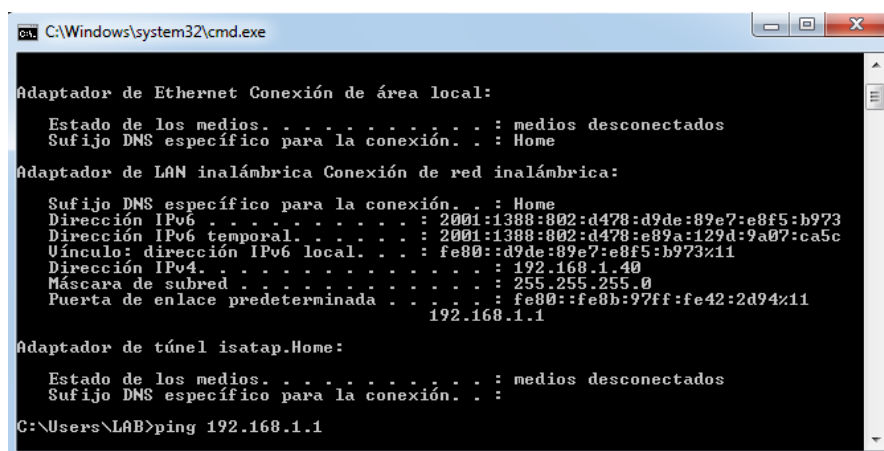 C:\Windows\system32\cmd.exe
Adaptador de Ethernet Conexión de área local:
Estado de los medios. . . . . . . . . . . : medios desconectados
Sufijo DNS específico para la conexión. . : Home
Adaptador de LAN inalámbrica Conexión de red inalámbrica:
Sufijo DNS específico para la conexión. . : Home
Dirección IPv6 . . . . . . . . . . : 2001:1388:802:d478:d9de:89e7:e8f5:b973
Dirección IPv6 temporal. . . . . . : 2001:1388:802:d478:e89a:129d:9a07:ca5c
Vínculo: dirección IPv6 local. . . : fe80::d9de:89e7:e8f5:b973%11
Dirección IPv4. . . . . . . . . . . . . . : 192.168.1.40
Máscara de subred . . . . . . . . . . . . : 255.255.255.0
Puerta de enlace predeterminada . . . . . : fe80::fe8b:97ff:fe42:2d94%11
192.168.1.1
Adaptador de túnel isatap.Home:
Estado de los medios. . . . . . . . . . . : medios desconectados
Sufijo DNS específico para la conexión. . :
C:\Users\LAB>ping 192.168.1.1